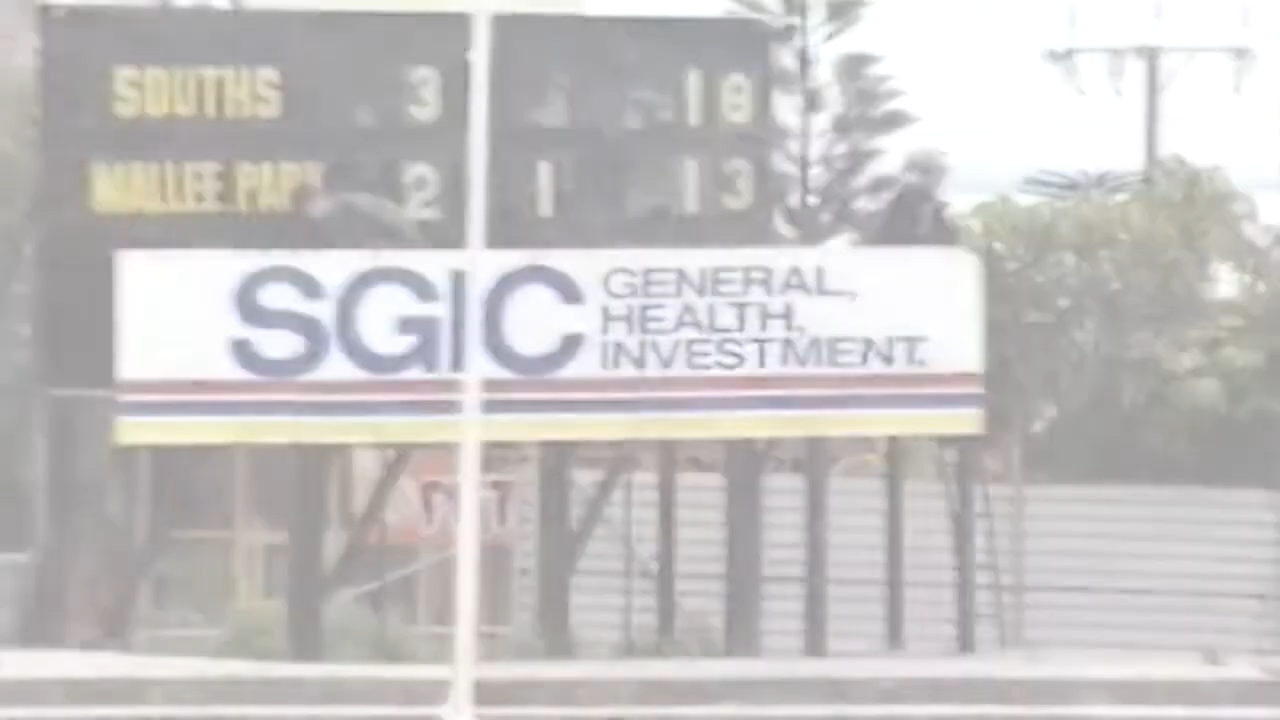 SOUTHS 3 18
MALLEE PARK 2 1 13
SGIC
GENERAL,
HEALTH,
INVESTMENT.